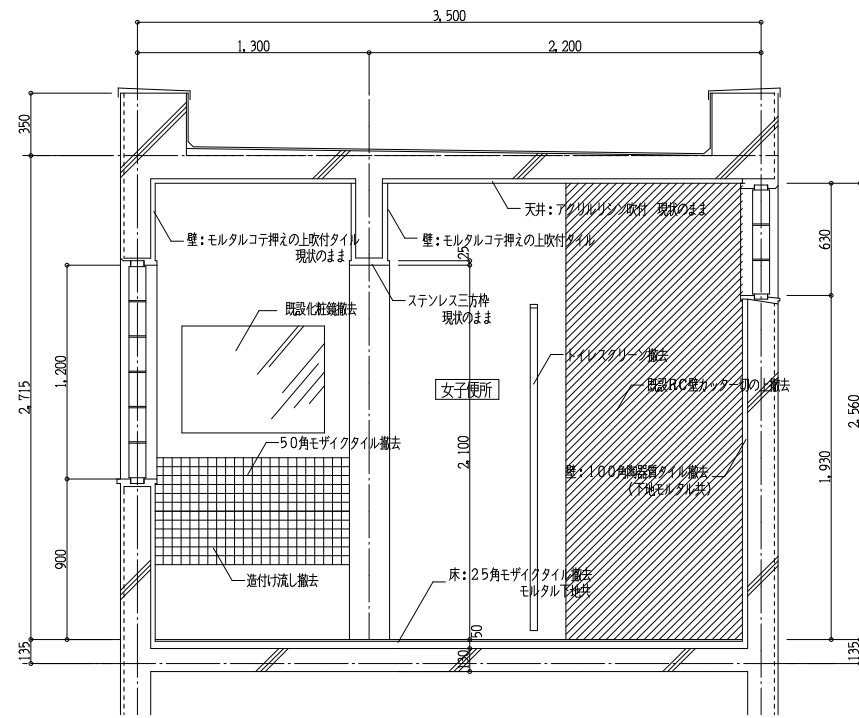 3,500
1,300
2,200
350
天井：アクリルリシン吹付　現状のまま
壁：モルタルコテ押えの上吹付タイル
現状のまま
壁：モルタルコテ押えの上吹付タイル
25
630
ステンレス三方枠
現状のまま
既設化粧鏡撤去
トイレスクリーン撤去
1,200
2,715
女子便所
既設RC壁カッター切の上撤去
2,560
50角モザイクタイル撤去
2,100
1,930
壁：100角陶器質タイル撤去
(下地モルタル共)
900
造付け流し撤去
床：25角モザイクタイル撤去
モルタル下地共
50
135
130
135